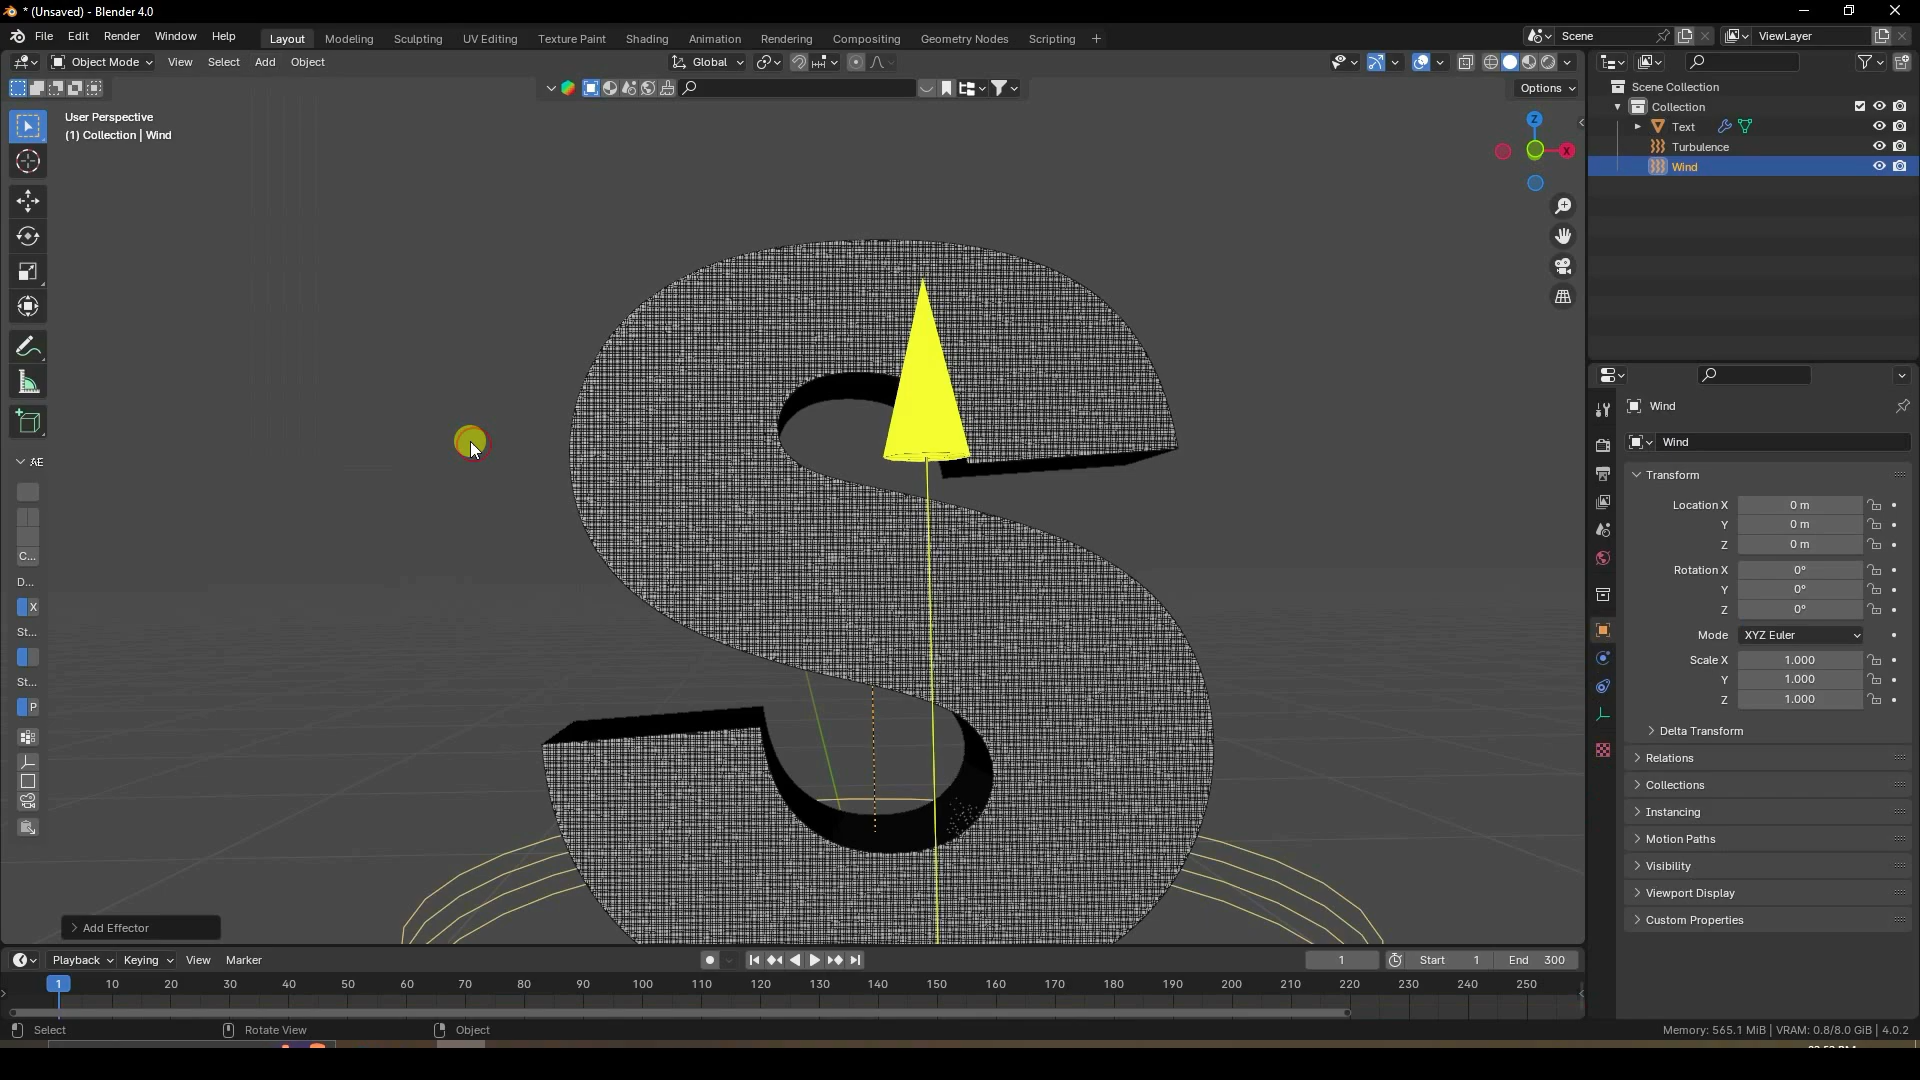 * (Unsaved) - Blender 4.0
File Edit Render Window Help
Layout Modeling Sculpting UV Editing Texture Paint Shading Animation Rendering Compositing Geometry Nodes Scripting +
Scene
ViewLayer
Object Mode View Select Add Object
Global
Options
User Perspective
(1) Collection | Wind
Z
X
Scene Collection
Collection
Text
Turbulence
Wind
AE
C...
D...
X
St...
St...
P
Wind
Wind
Transform
Location X 0 m
Y 0 m
Z 0 m
Rotation X 0°
Y 0°
Z 0°
Mode XYZ Euler
Scale X 1.000
Y 1.000
Z 1.000
Delta Transform
Relations
Collections
Instancing
Motion Paths
Visibility
Viewport Display
Custom Properties
Add Effector
Playback Keying View Marker
1
Start 1 End 300
1 10 20 30 40 50 60 70 80 90 100 110 120 130 140 150 160 170 180 190 200 210 220 230 240 250
Select Rotate View Object
Memory: 565.1 MiB | VRAM: 0.8/8.0 GiB | 4.0.2